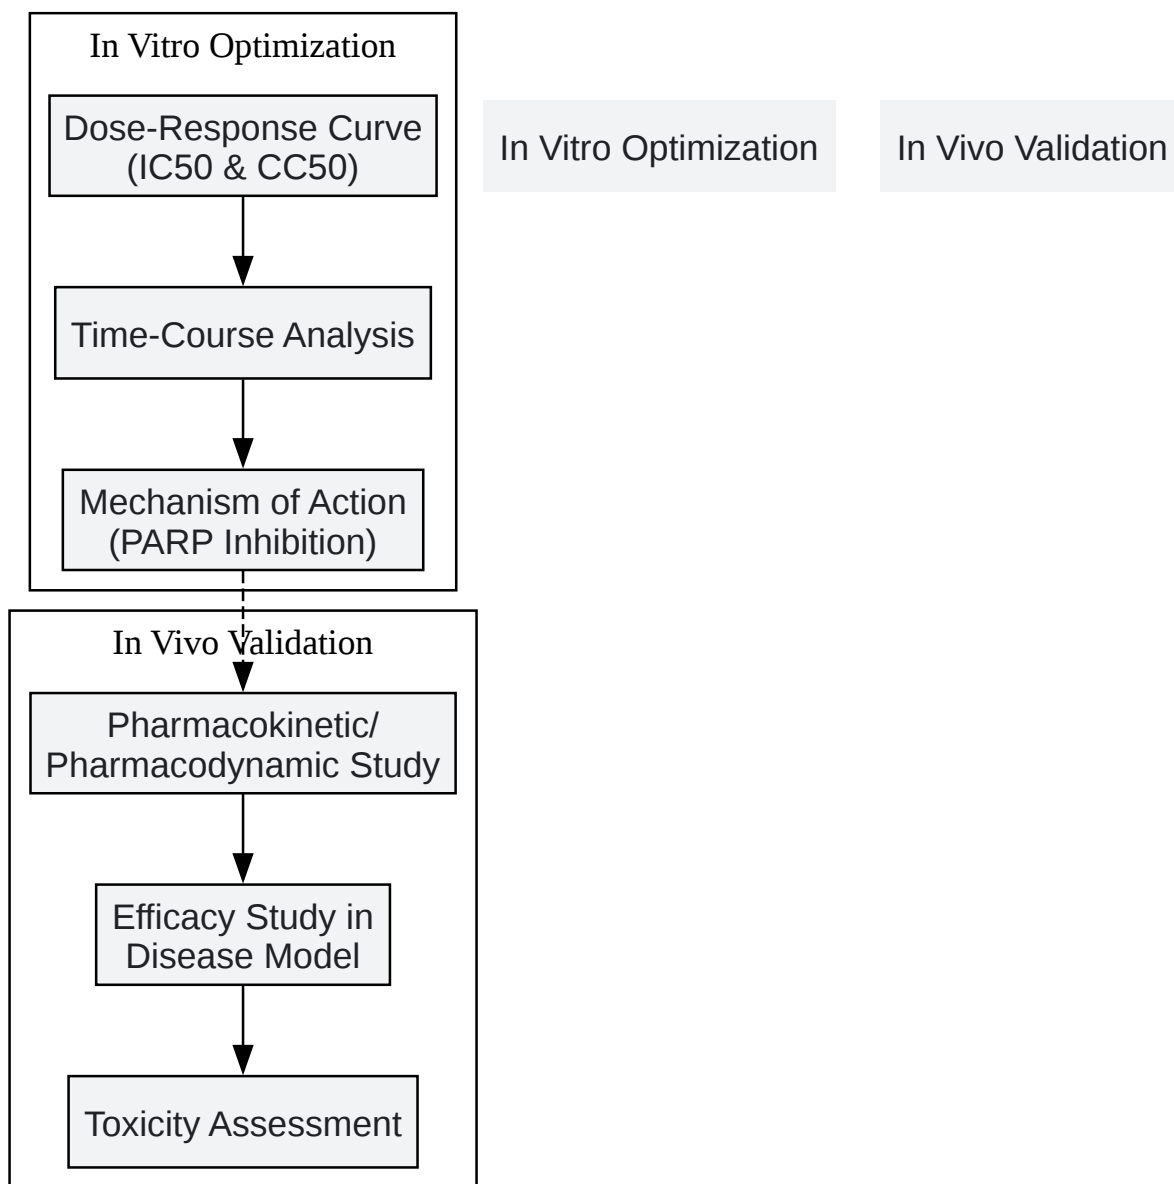 In Vitro Optimization
Dose-Response Curve
(IC50 & CC50)
In Vitro Optimization
In Vivo Validation
Time-Course Analysis
Mechanism of Action
(PARP Inhibition)
In Vivo Validation
Pharmacokinetic/
Pharmacodynamic Study
Efficacy Study in
Disease Model
Toxicity Assessment